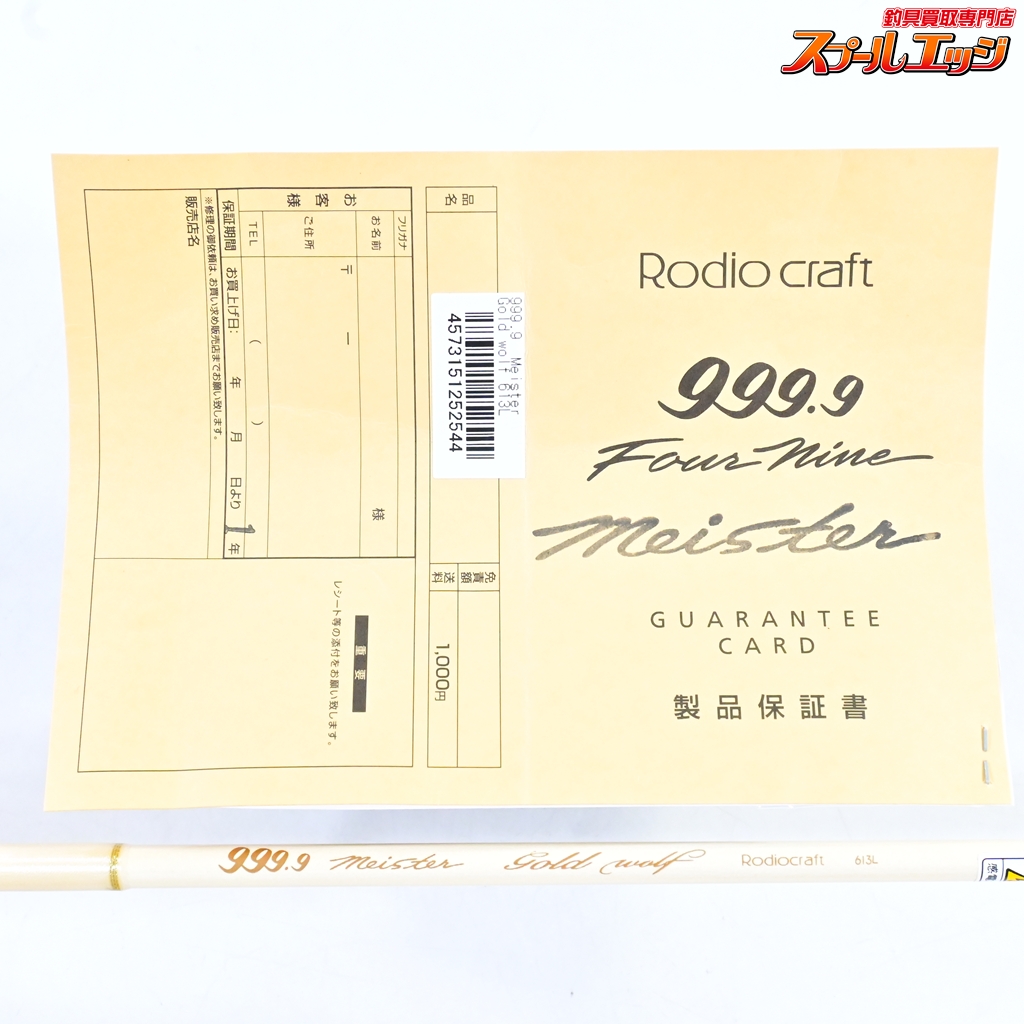 釣具買取専門店
スプールエッジ
Rodio craft
999.9
Four Nine
Meister
GUARANTEE
CARD
製品保証書
品名
999.9 Meister
Gold wolf 613L
4573151252544
免責額
送料
1,000円
お客様
フリガナ
お名前
様
ご住所
〒 ー
TEL ( )
保証期間
お買上げ日: 年 月 日より 1 年
※修理の御依頼は、お買い求め販売店までお願い致します。
販売店名
重要
レシート等の添付をお願い致します。
999.9 Meister Gold wolf Rodiocraft 613L